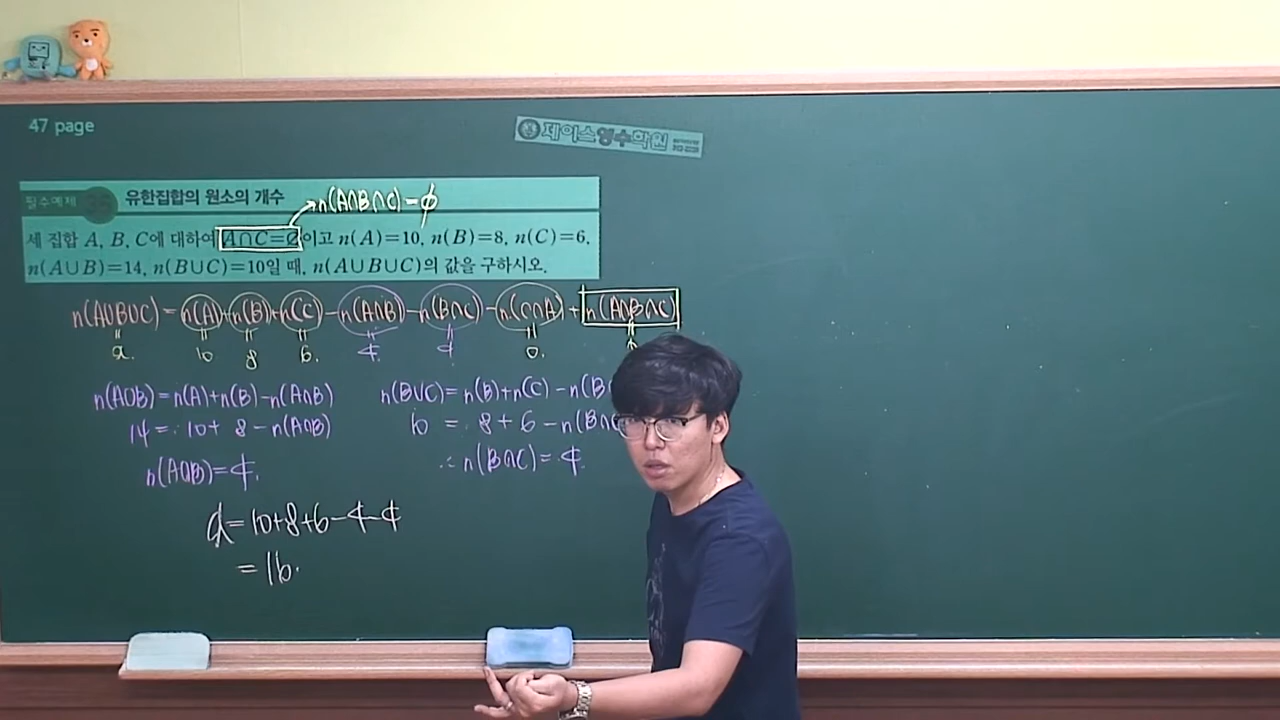 47 page
제이스영수학원
필수예제 유한집합의 원소의 개수
n(A∩B∩C)=ϕ
세 집합 A, B, C에 대하여 A∩C=∅이고 n(A)=10, n(B)=8, n(C)=6,
n(A∪B)=14, n(B∪C)=10일 때, n(A∪B∪C)의 값을 구하시오.
n(A∪B∪C)=n(A)+n(B)+n(C)-n(A∩B)-n(B∩C)-n(C∩A)+n(A∩B∩C)
10 8 6. 4. 4 0.
n(A∪B)=n(A)+n(B)-n(A∩B) n(B∪C)=n(B)+n(C)-n(B
14=10+8-n(A∩B) 10=8+6-n(B∩C
n(A∩B)=4. ∴n(B∩C)=4.
=10+8+6-4-4
=16.